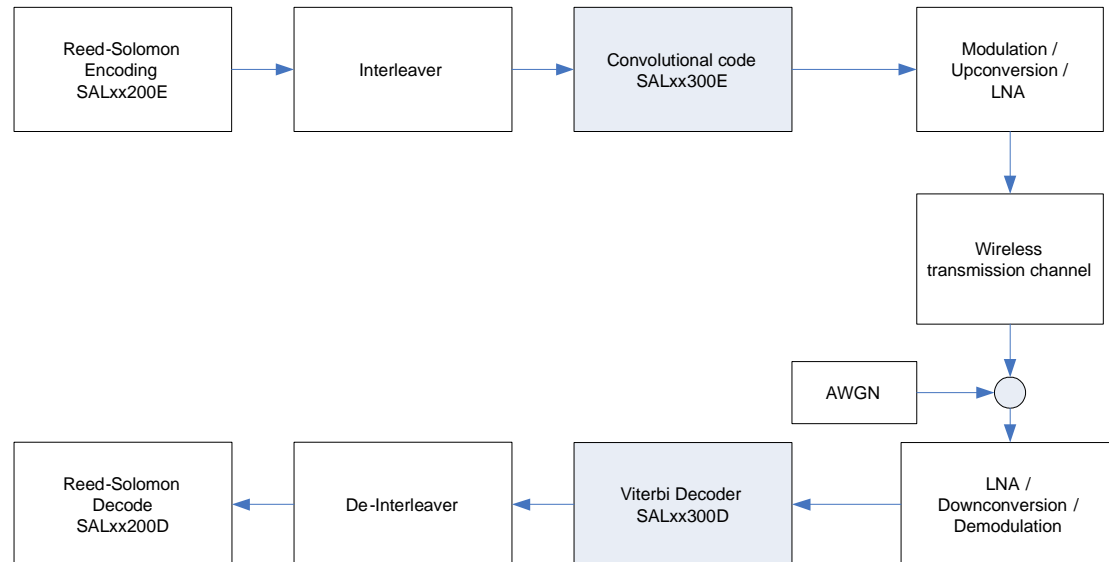 Reed-Solomon
Encoding
SALxx200E
Interleaver
Convolutional code
SALxx300E
Modulation /
Upconversion /
LNA
Wireless
transmission channel
AWGN
Reed-Solomon
Decode
SALxx200D
De-Interleaver
Viterbi Decoder
SALxx300D
LNA /
Downconversion /
Demodulation